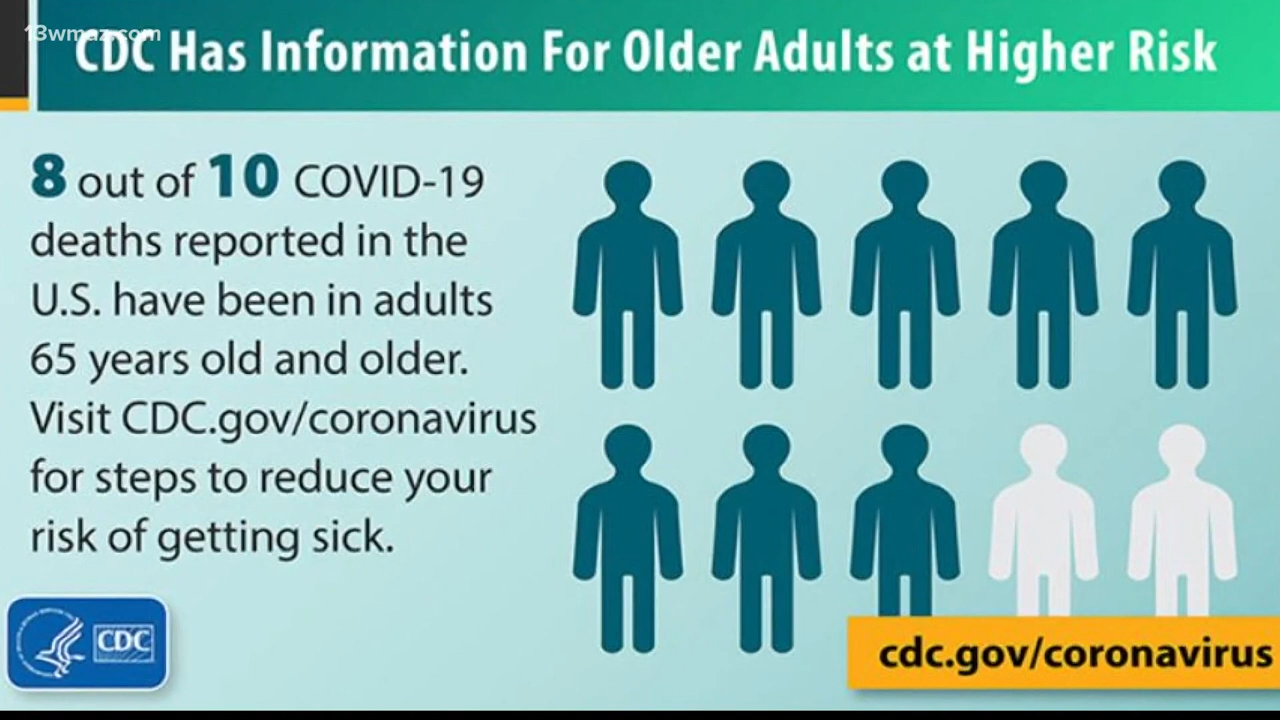 13wmaz.com
CDC Has Information For Older Adults at Higher Risk
8 out of 10 COVID-19
deaths reported in the
U.S. have been in adults
65 years old and older.
Visit CDC.gov/coronavirus
for steps to reduce your
risk of getting sick.
CDC
cdc.gov/coronavirus